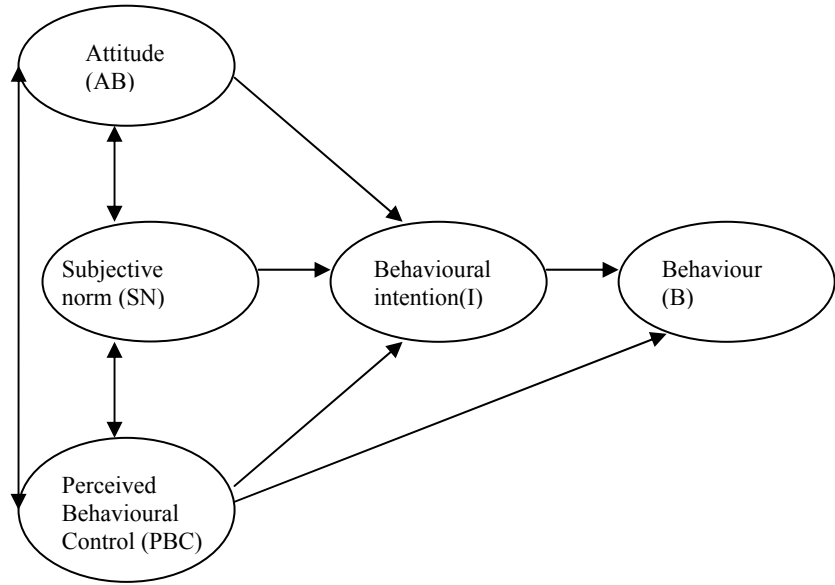 Attitude
(AB)
Subjective
norm (SN)
Behavioural
intention(I)
Behaviour
(B)
Perceived
Behavioural
Control (PBC)